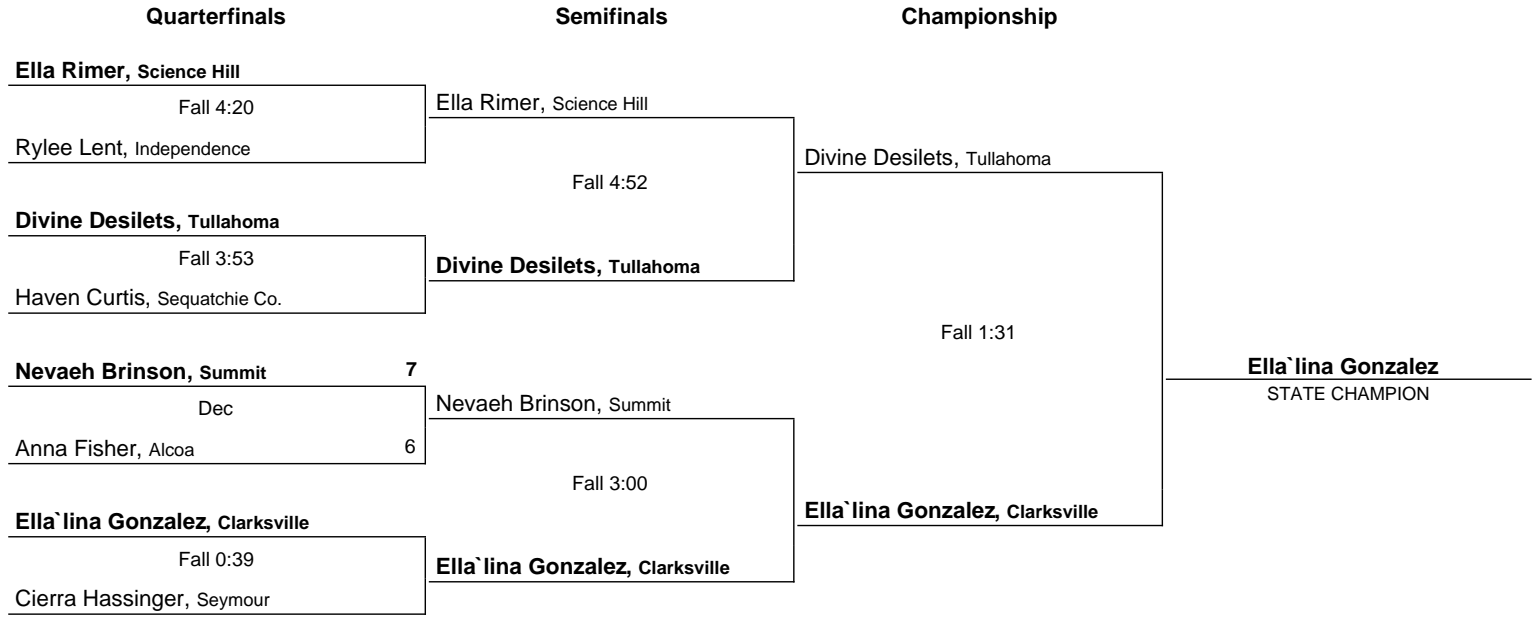 Quarterfinals Semifinals Championship
Ella Rimer, Science Hill
Fall 4:20
Rylee Lent, Independence
Divine Desilets, Tullahoma
Fall 3:53
Haven Curtis, Sequatchie Co.
Nevaeh Brinson, Summit 7
Dec
Anna Fisher, Alcoa 6
Ella`lina Gonzalez, Clarksville
Fall 0:39
Cierra Hassinger, Seymour
Ella Rimer, Science Hill
Fall 4:52
Divine Desilets, Tullahoma
Nevaeh Brinson, Summit
Fall 3:00
Ella`lina Gonzalez, Clarksville
Divine Desilets, Tullahoma
Fall 1:31
Ella`lina Gonzalez, Clarksville
Ella`lina Gonzalez
STATE CHAMPION